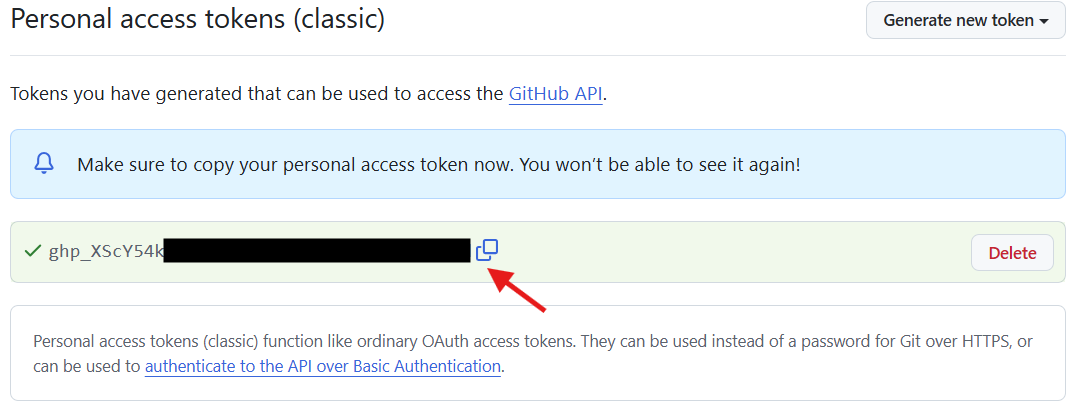 Personal access tokens (classic)
Generate new token
Tokens you have generated that can be used to access the GitHub API.
Make sure to copy your personal access token now. You won’t be able to see it again!
ghp_XScY54k
Delete
Personal access tokens (classic) function like ordinary OAuth access tokens. They can be used instead of a password for Git over HTTPS, or
can be used to authenticate to the API over Basic Authentication.